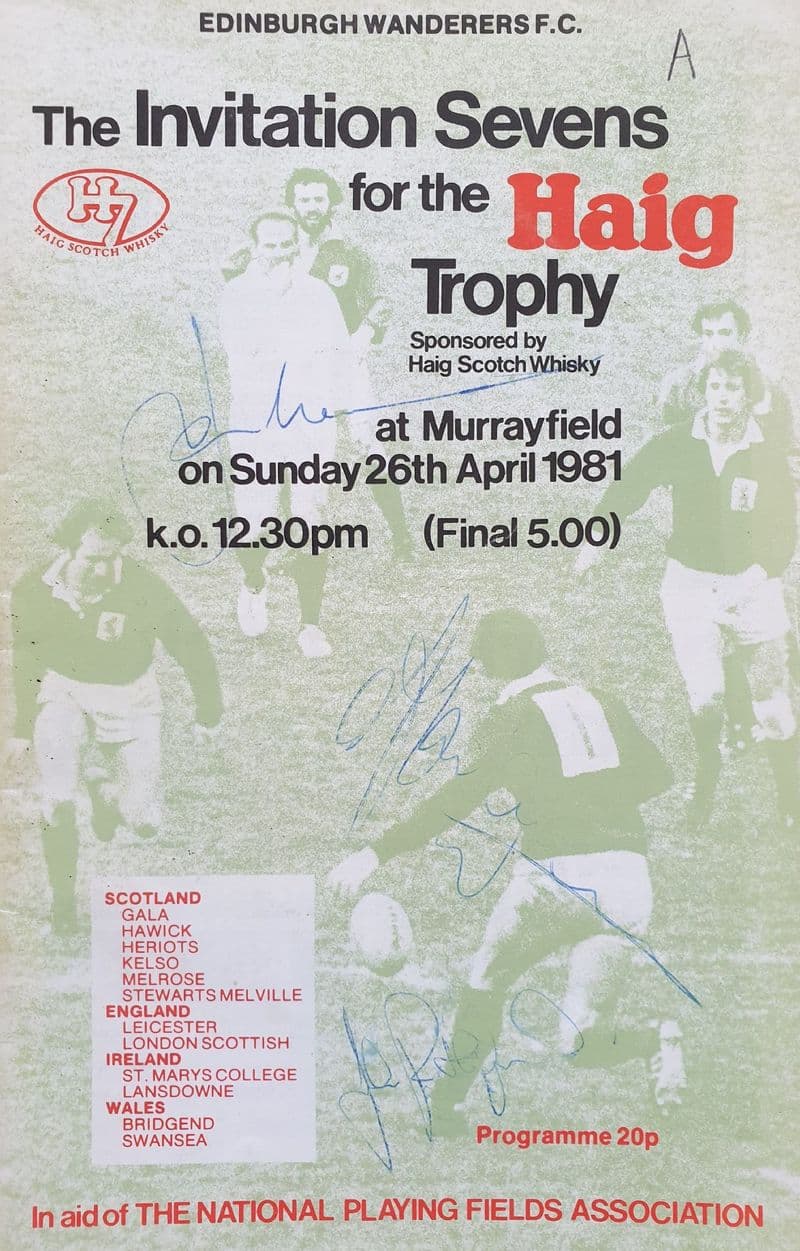 EDINBURGH WANDERERS F.C.
A
The Invitation Sevens
for the Haig
Trophy
H7
HAIG SCOTCH WHISKY
Sponsored by
Haig Scotch Whisky
at Murrayfield
on Sunday 26th April 1981
k.o. 12.30pm (Final 5.00)
SCOTLAND
GALA
HAWICK
HERIOTS
KELSO
MELROSE
STEWARTS MELVILLE
ENGLAND
LEICESTER
LONDON SCOTTISH
IRELAND
ST. MARYS COLLEGE
LANSDOWNE
WALES
BRIDGEND
SWANSEA
Programme 20p
In aid of THE NATIONAL PLAYING FIELDS ASSOCIATION